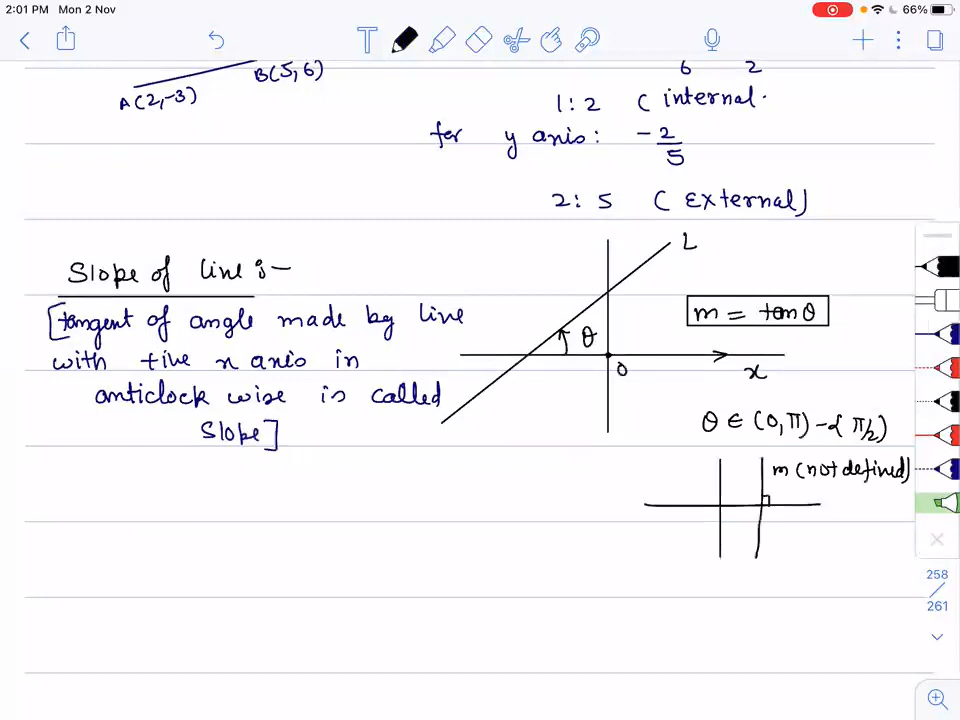 2:01 PM Mon 2 Nov
66%
T
B(5, 6)
A(2, -3)
6 2
1 : 2 ( internal.
for y axis: -2/5
2 : 5 ( External)
Slope of line :-
L
[tangent of angle made by line
with +ive x axis in
anticlock wise is called
Slope]
m = tanθ
θ
O
x
θ ∈ (0, π) - { π/2)
m (not defined)
258
261